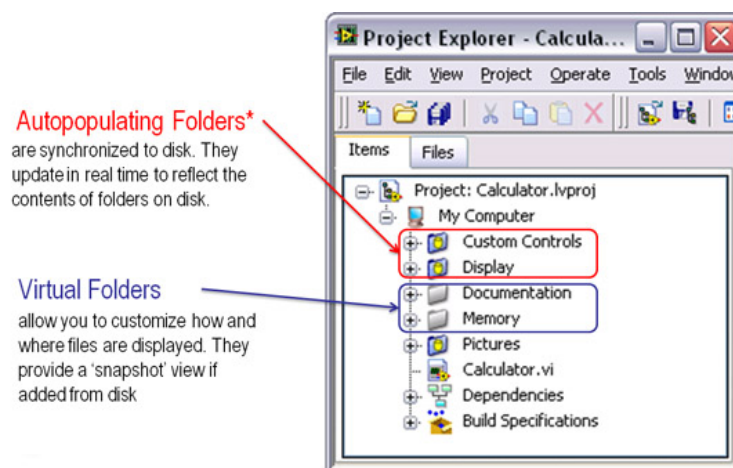 Project Explorer - Calcula...
File Edit View Project Operate Tools Window
Items Files
Autopopulating Folders*
are synchronized to disk. They
update in real time to reflect the
contents of folders on disk.
Virtual Folders
allow you to customize how and
where files are displayed. They
provide a 'snapshot' view if
added from disk
Project: Calculator.lvproj
My Computer
Custom Controls
Display
Documentation
Memory
Pictures
Calculator.vi
Dependencies
Build Specifications